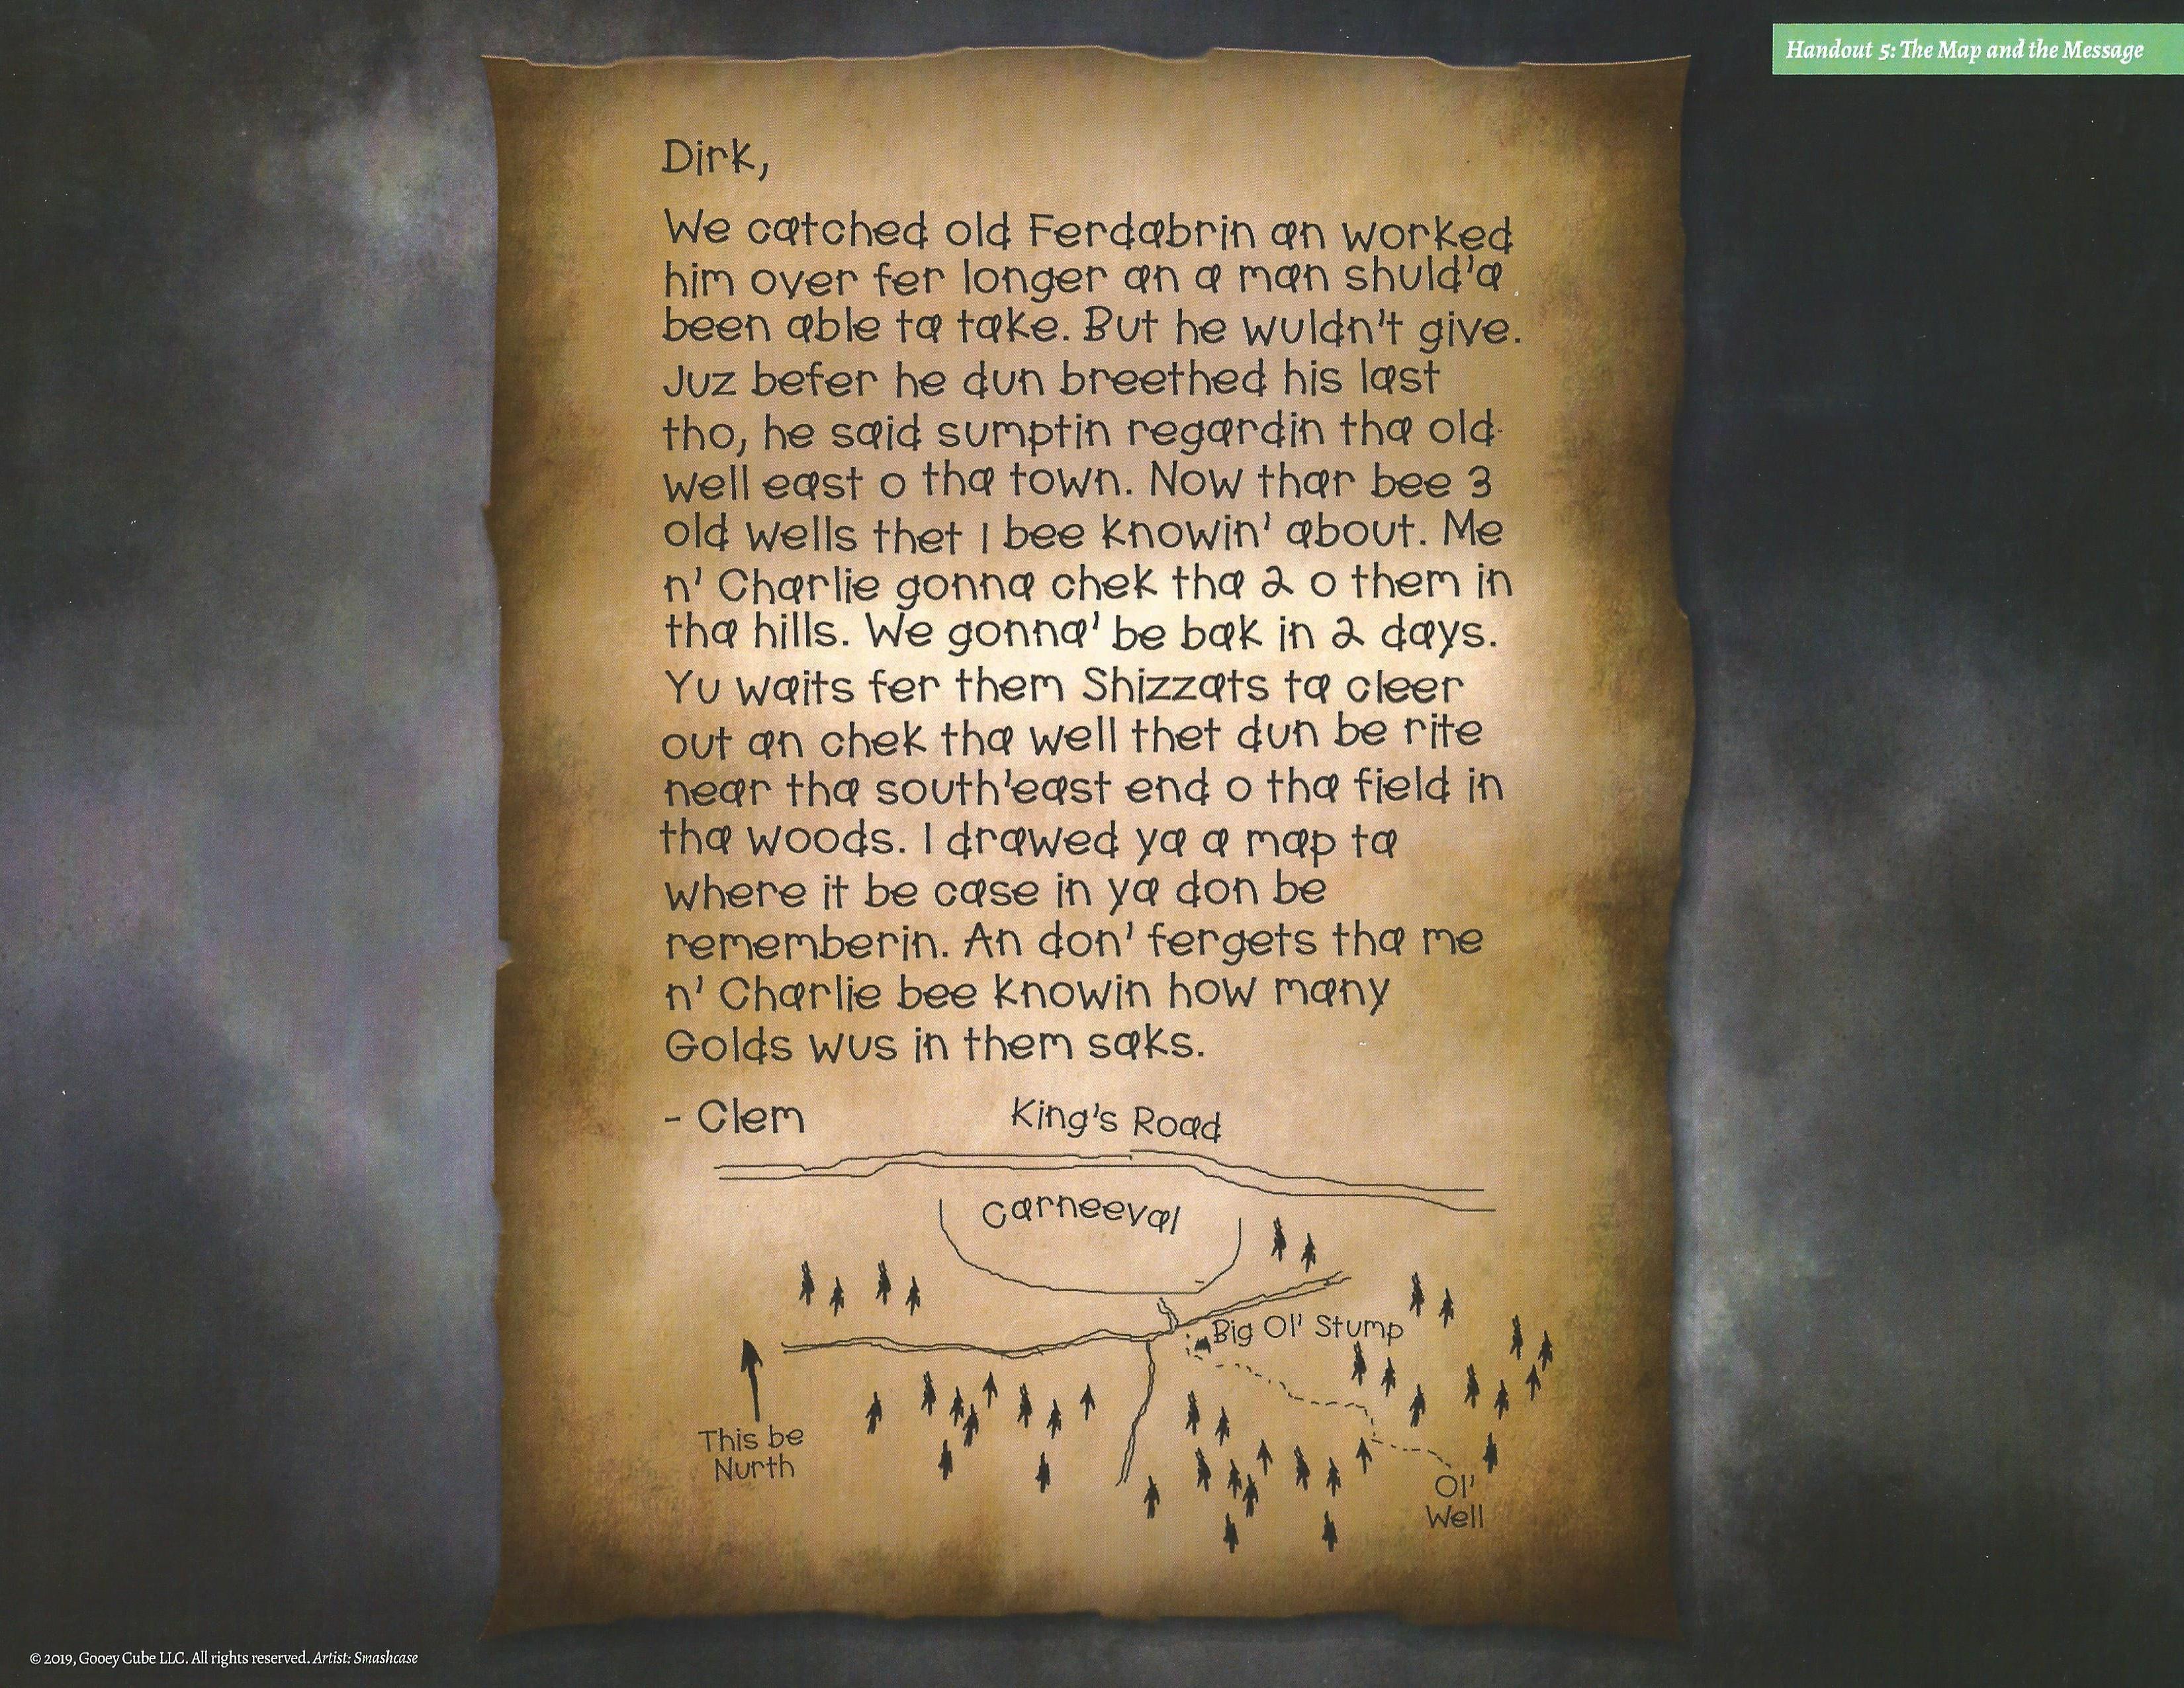 Handout 5: The Map and the Message
Dirk,
We catched old Ferdabrin an worked
him over fer longer an a man shuld'a
been able ta take. But he wuldn't give.
Juz befer he dun breethed his last
tho, he said sumptin regardin tha old
well east o tha town. Now thar bee 3
old wells thet I bee knowin' about. Me
n' Charlie gonna chek tha 2 o them in
tha hills. We gonna' be bak in 2 days.
Yu waits fer them Shizzats ta cleer
out an chek tha well thet dun be rite
near tha south'east end o tha field in
tha woods. I drawed ya a map ta
where it be case in ya don be
rememberin. An don' fergets tha me
n' Charlie bee knowin how many
Golds wus in them saks.
- Clem
King's Road
Carneeval
Big Ol' Stump
This be
Nurth
Ol'
Well
© 2019, Gooey Cube LLC. All rights reserved. Artist: Smashcase